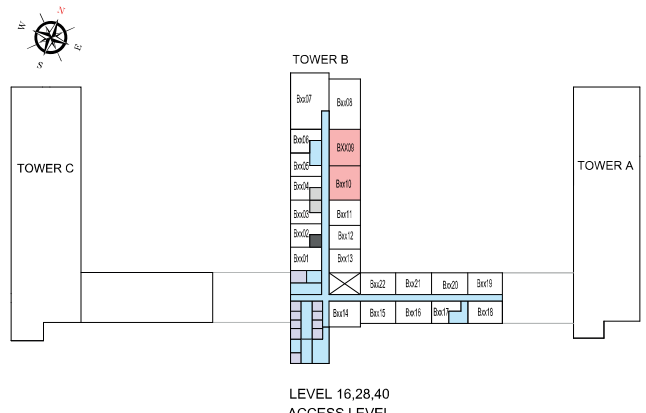 N
W
E
S
TOWER B
Bxx07
Bxx08
Bxx06
BXX09
Bxx05
TOWER C
TOWER A
Bxx04
Bxx10
Bxx03
Bxx11
Bxx02
Bxx12
Bxx01
Bxx13
Bxx22
Bxx21
Bxx20
Bxx19
Bxx14
Bxx15
Bxx16
Bxx17
Bxx18
LEVEL 16,28,40
ACCESS LEVEL